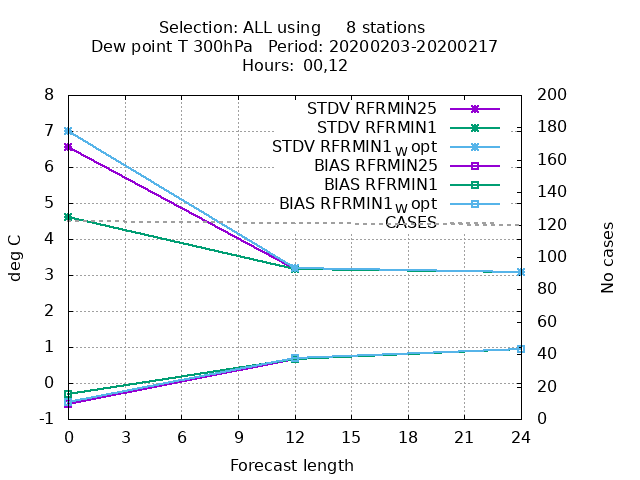 Selection: ALL using 8 stations
Dew point T 300hPa Period: 20200203-20200217
Hours: 00,12
8
7
6
5
4
3
2
1
0
-1
deg C
STDV RFRMIN25
STDV RFRMIN1
STDV RFRMIN1W opt
BIAS RFRMIN25
BIAS RFRMIN1
BIAS RFRMIN1W opt
CASES
200
180
160
140
120
100
80
60
40
20
0
No cases
0 3 6 9 12 15 18 21 24
Forecast length